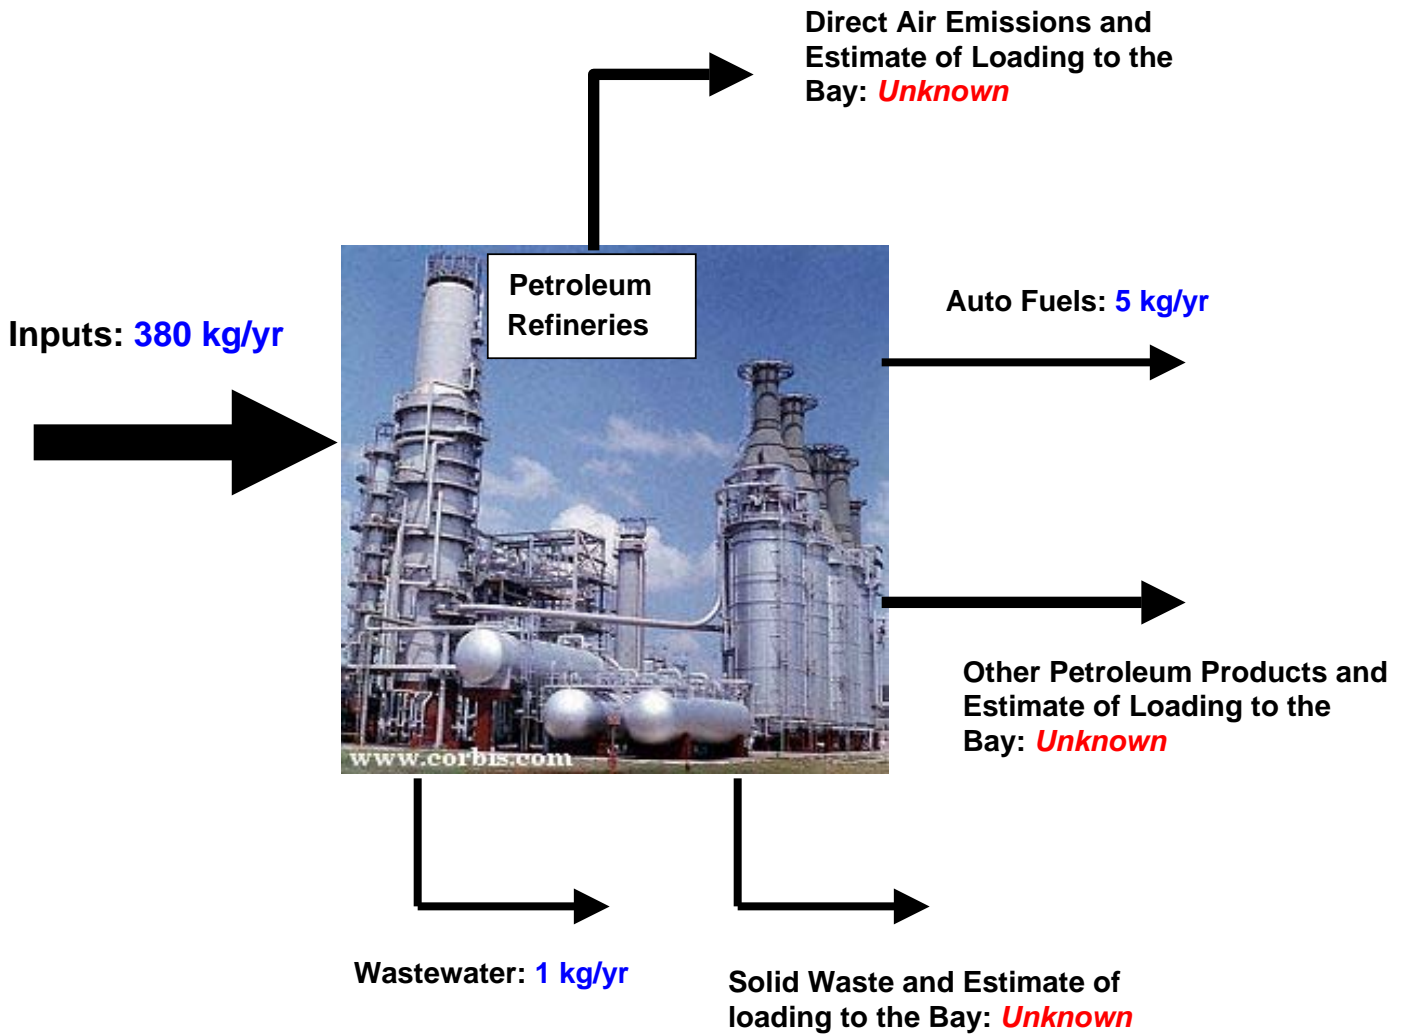 Direct Air Emissions and
Estimate of Loading to the
Bay: Unknown
Petroleum
Refineries
Auto Fuels: 5 kg/yr
Inputs: 380 kg/yr
Other Petroleum Products and
Estimate of Loading to the
Bay: Unknown
www.corbis.com
Wastewater: 1 kg/yr
Solid Waste and Estimate of
loading to the Bay: Unknown